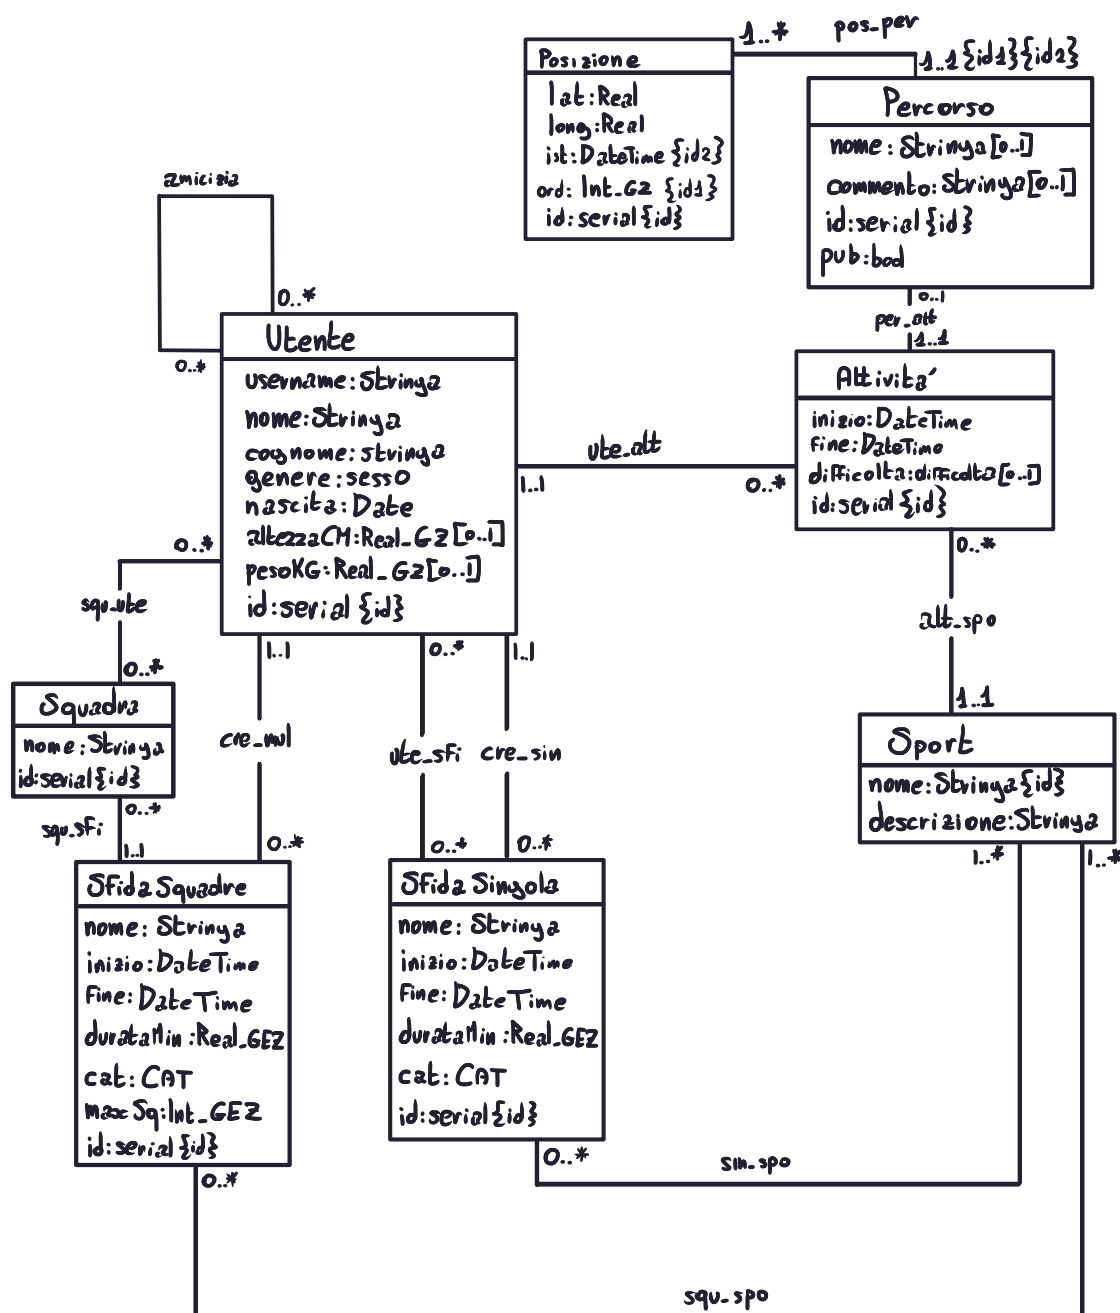 pos_per
1..*
1..1 {id1}{id2}
Posizione
lat:Real
long:Real
ist:DateTime {id2}
ord: Int_GZ {id1}
id:serial{id}
Percorso
nome: Stringa[0..1]
commento:Stringa[0..1]
id:serial{id}
pub:bool
0..1
per_att
1..1
amicizia
0..*
0..*
Utente
username:Stringa
nome:Stringa
cognome:stringa
genere:sesso
nascita:Date
altezzaCM:Real_GZ[0..1]
pesoKG:Real_GZ[0..1]
id:serial{id}
ute_att
1..1
0..*
Attivita'
inizio:DateTime
fine:DateTime
difficolta:difficolta[0..1]
id:serial{id}
0..*
att_spo
1..1
0..*
squ_ute
0..*
Squadra
nome:Stringa
id:serial{id}
0..*
squ_sfi
1..1
1..1
cre_mul
0..*
0..*
ute_sfi
0..*
1..1
cre_sin
0..*
Sport
nome:Stringa{id}
descrizione:Stringa
1..*
1..*
Sfida Squadre
nome: Stringa
inizio:DateTime
fine:DateTime
durataMin:Real_GEZ
cat:CAT
maxSq:Int_GEZ
id:serial{id}
0..*
Sfida Singola
nome: Stringa
inizio:DateTime
fine:DateTime
durataMin:Real_GEZ
cat:CAT
id:serial{id}
0..*
sin_spo
squ_spo